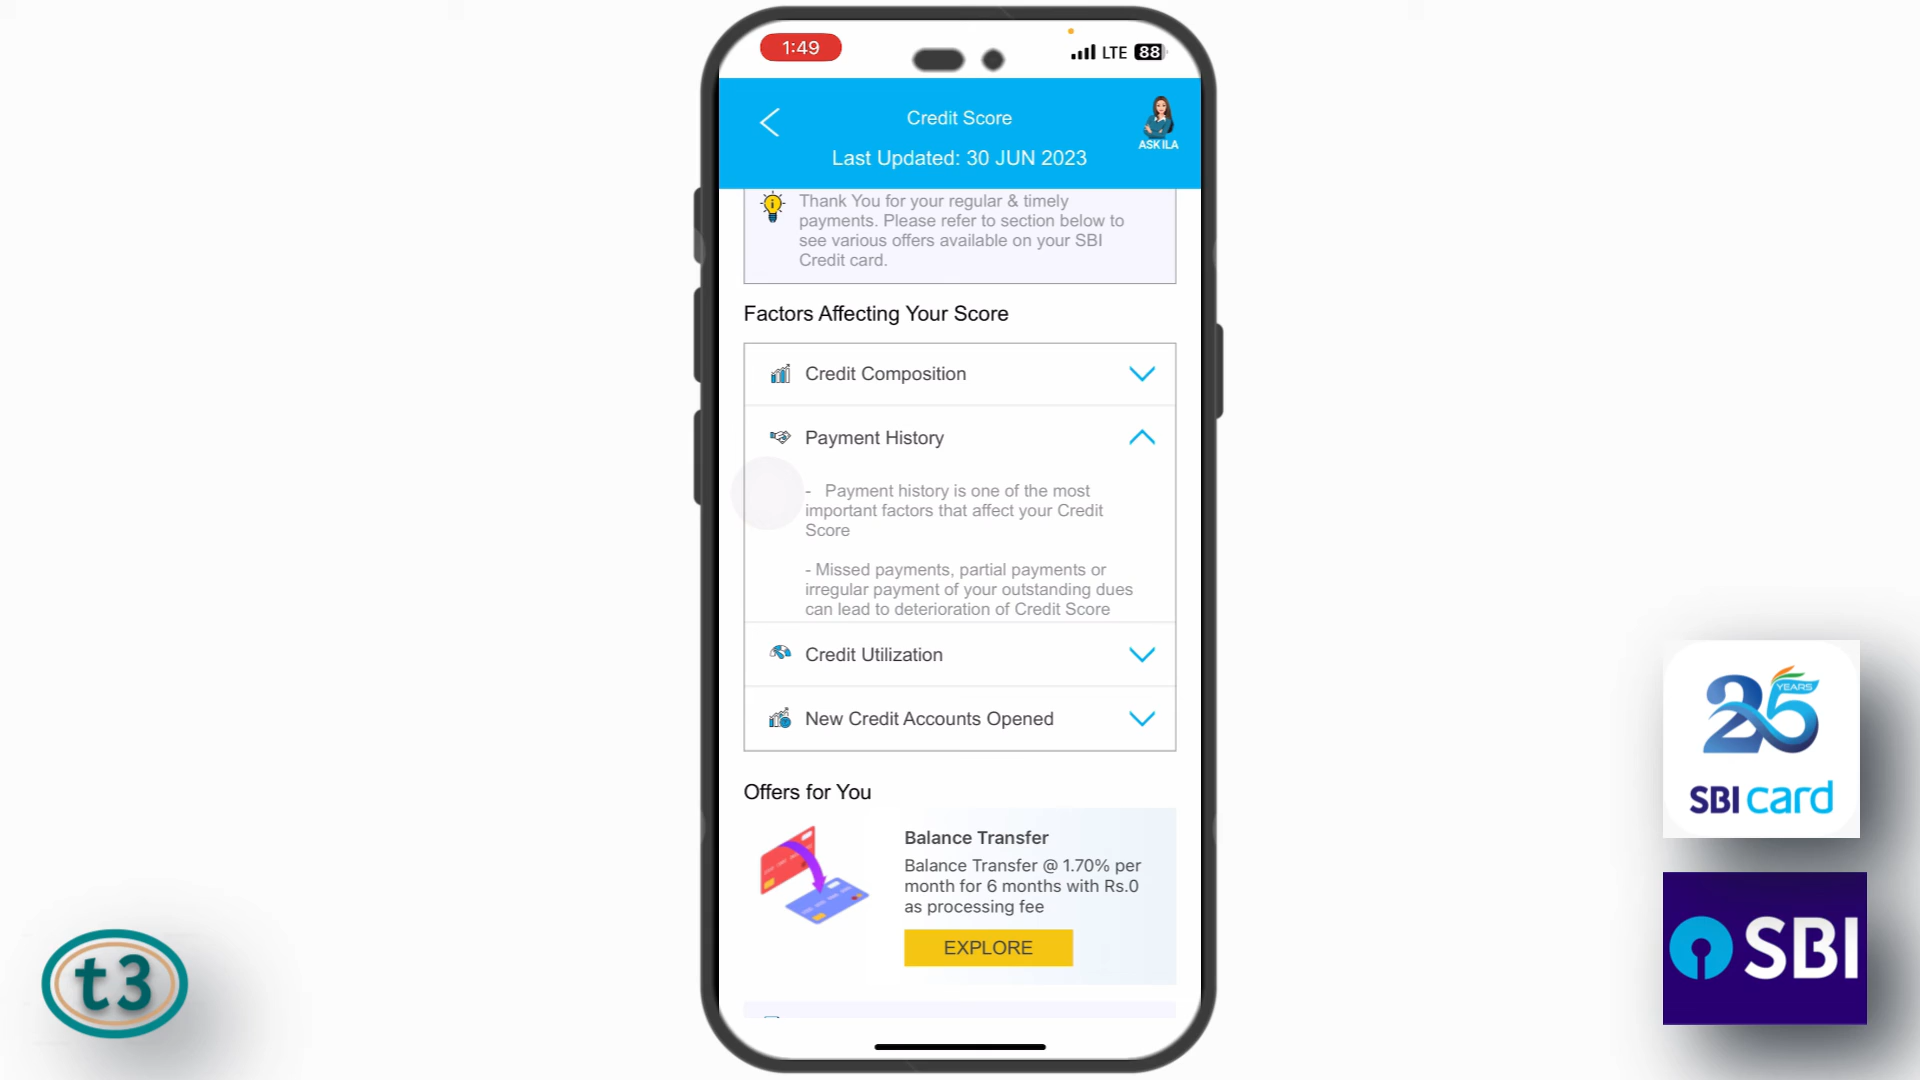 1:49
LTE 88
Credit Score
Last Updated: 30 JUN 2023
ASK ILA
Thank You for your regular & timely
payments. Please refer to section below to
see various offers available on your SBI
Credit card.
Factors Affecting Your Score
Credit Composition
Payment History
- Payment history is one of the most
important factors that affect your Credit
Score
- Missed payments, partial payments or
irregular payment of your outstanding dues
can lead to deterioration of Credit Score
Credit Utilization
New Credit Accounts Opened
Offers for You
Balance Transfer
Balance Transfer @ 1.70% per
month for 6 months with Rs.0
as processing fee
EXPLORE
25 YEARS
SBI card
SBI
t3